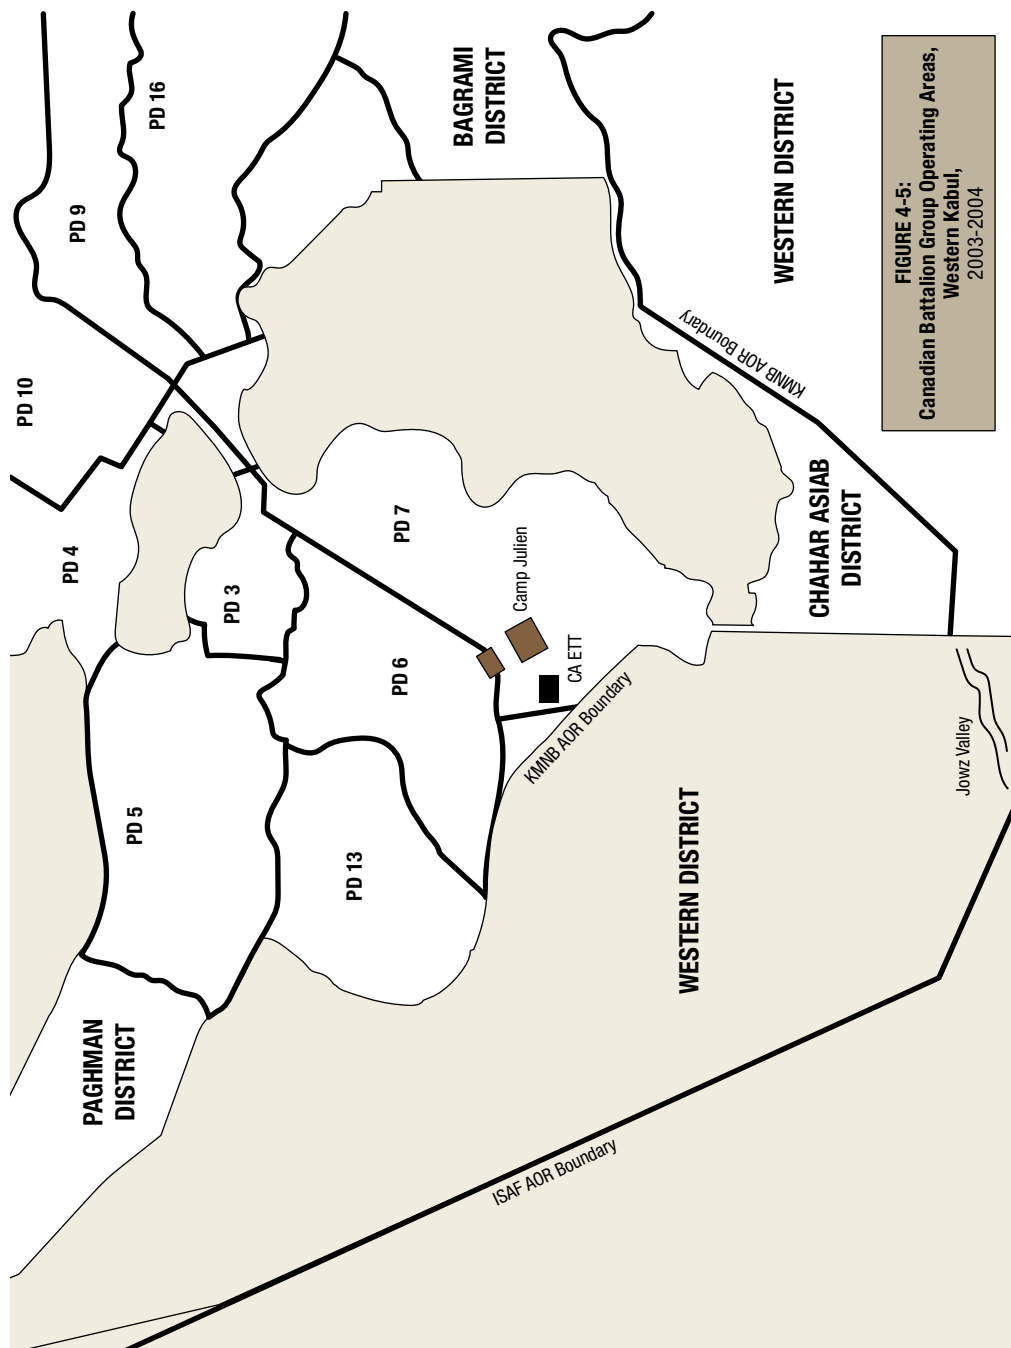 PD 9
PD 16
BAGRAMI
DISTRICT
WESTERN DISTRICT
PD 10
PD 4
PD 3
PD 7
Camp Julien
CA ETT
PD 6
PD 5
PD 13
KMNB AOR Boundary
KMNB AOR Boundary
CHAHAR ASIAB
DISTRICT
Jowz Valley
WESTERN DISTRICT
PAGHMAN
DISTRICT
ISAF AOR Boundary
FIGURE 4-5:
Canadian Battalion Group Operating Areas,
Western Kabul,
2003-2004